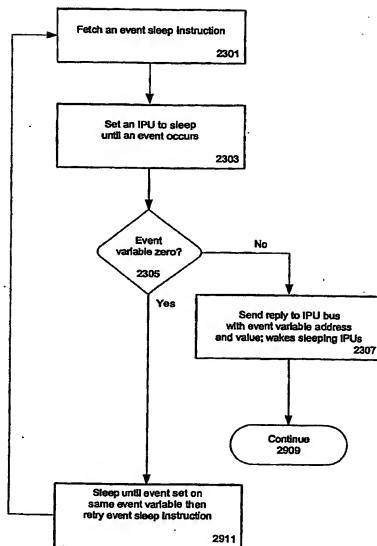 Fetch an event sleep instruction
2301
Set an IPU to sleep
until an event occurs
2303
Event
variable zero?
2305
No
Yes
Send reply to IPU bus
with event variable address
and value; wakes sleeping IPUs
2307
Continue
2909
Sleep until event set on
same event variable then
retry event sleep instruction
2911